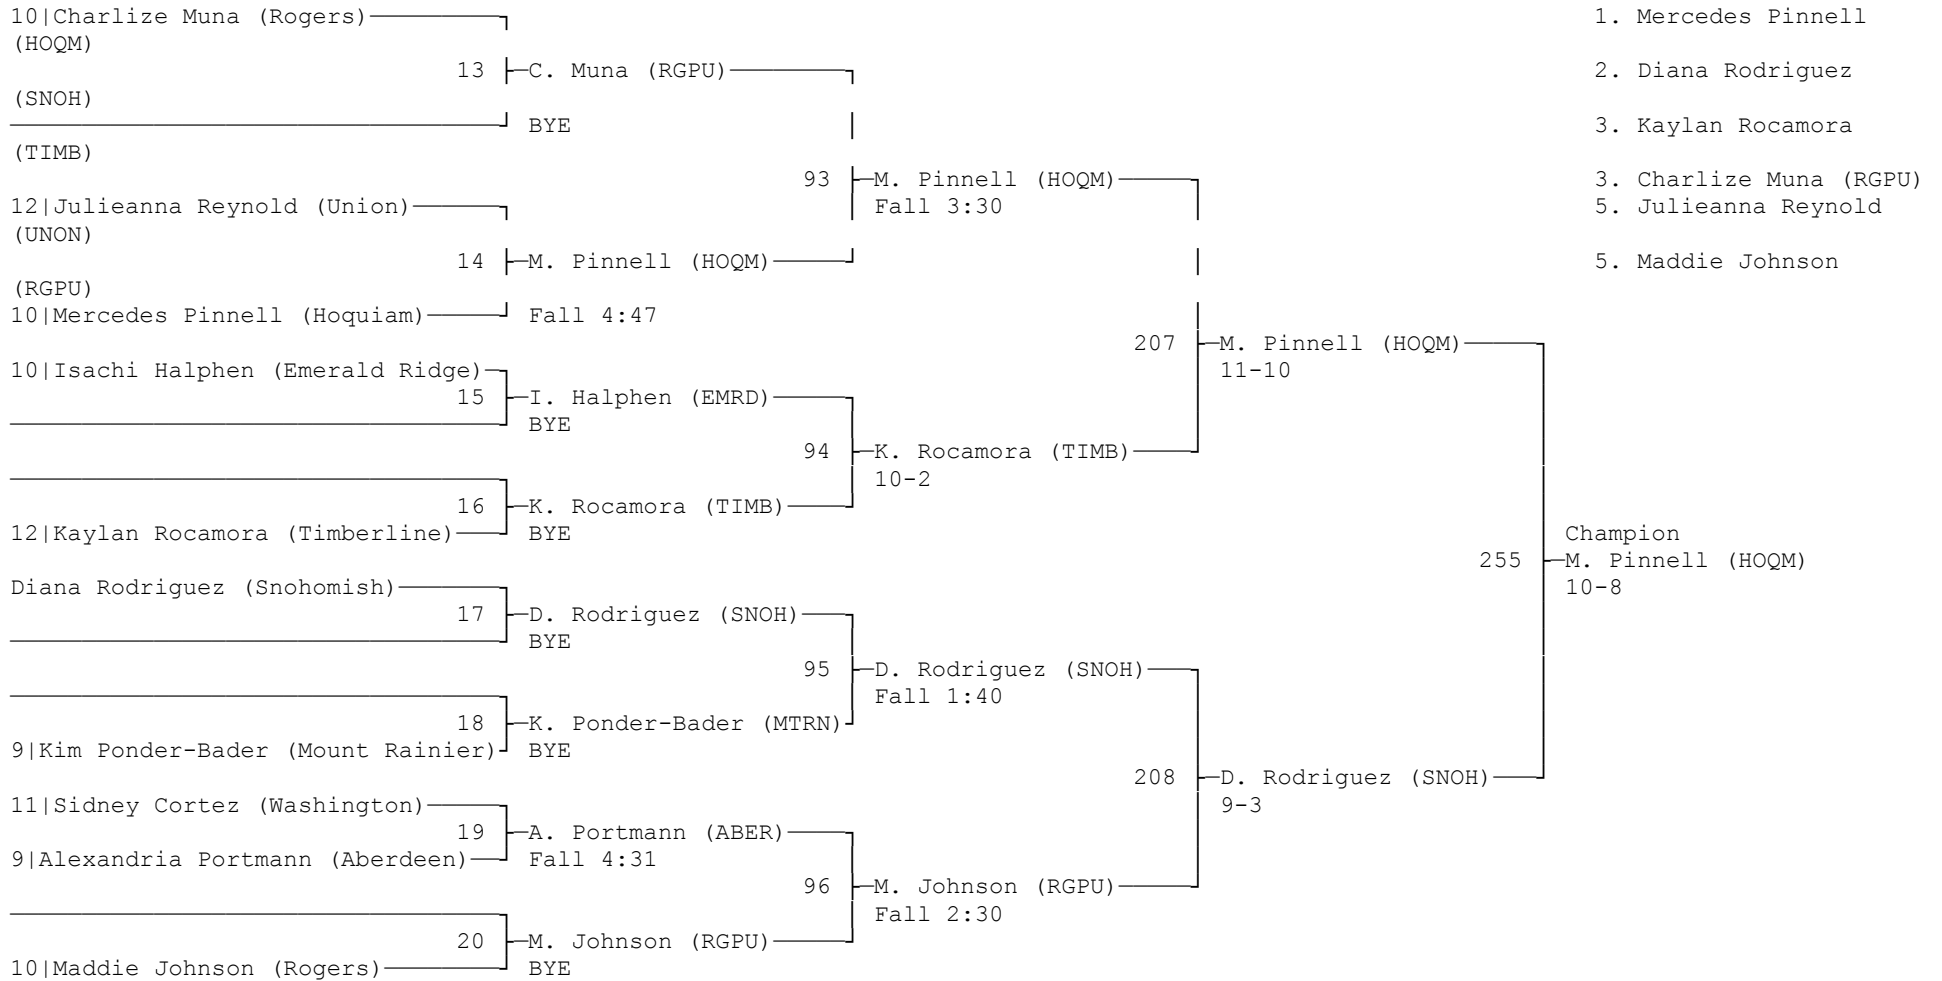 10|Charlize Muna (Rogers) 1. Mercedes Pinnell
(HOQM)
13 C. Muna (RGPU) 2. Diana Rodriguez
(SNOH)
BYE 3. Kaylan Rocamora
(TIMB)
93 M. Pinnell (HOQM) 3. Charlize Muna (RGPU)
12|Julieanna Reynold (Union) Fall 3:30 5. Julieanna Reynold
(UNON)
14 M. Pinnell (HOQM) 5. Maddie Johnson
(RGPU)
10|Mercedes Pinnell (Hoquiam) Fall 4:47
207 M. Pinnell (HOQM)
10|Isachi Halphen (Emerald Ridge) 11-10
15 I. Halphen (EMRD)
BYE
94 K. Rocamora (TIMB)
10-2
16 K. Rocamora (TIMB)
12|Kaylan Rocamora (Timberline) BYE Champion
255 M. Pinnell (HOQM)
Diana Rodriguez (Snohomish) 10-8
17 D. Rodriguez (SNOH)
BYE
95 D. Rodriguez (SNOH)
Fall 1:40
18 K. Ponder-Bader (MTRN)
9|Kim Ponder-Bader (Mount Rainier) BYE
208 D. Rodriguez (SNOH)
11|Sidney Cortez (Washington) 9-3
19 A. Portmann (ABER)
9|Alexandria Portmann (Aberdeen) Fall 4:31
96 M. Johnson (RGPU)
Fall 2:30
20 M. Johnson (RGPU)
10|Maddie Johnson (Rogers) BYE